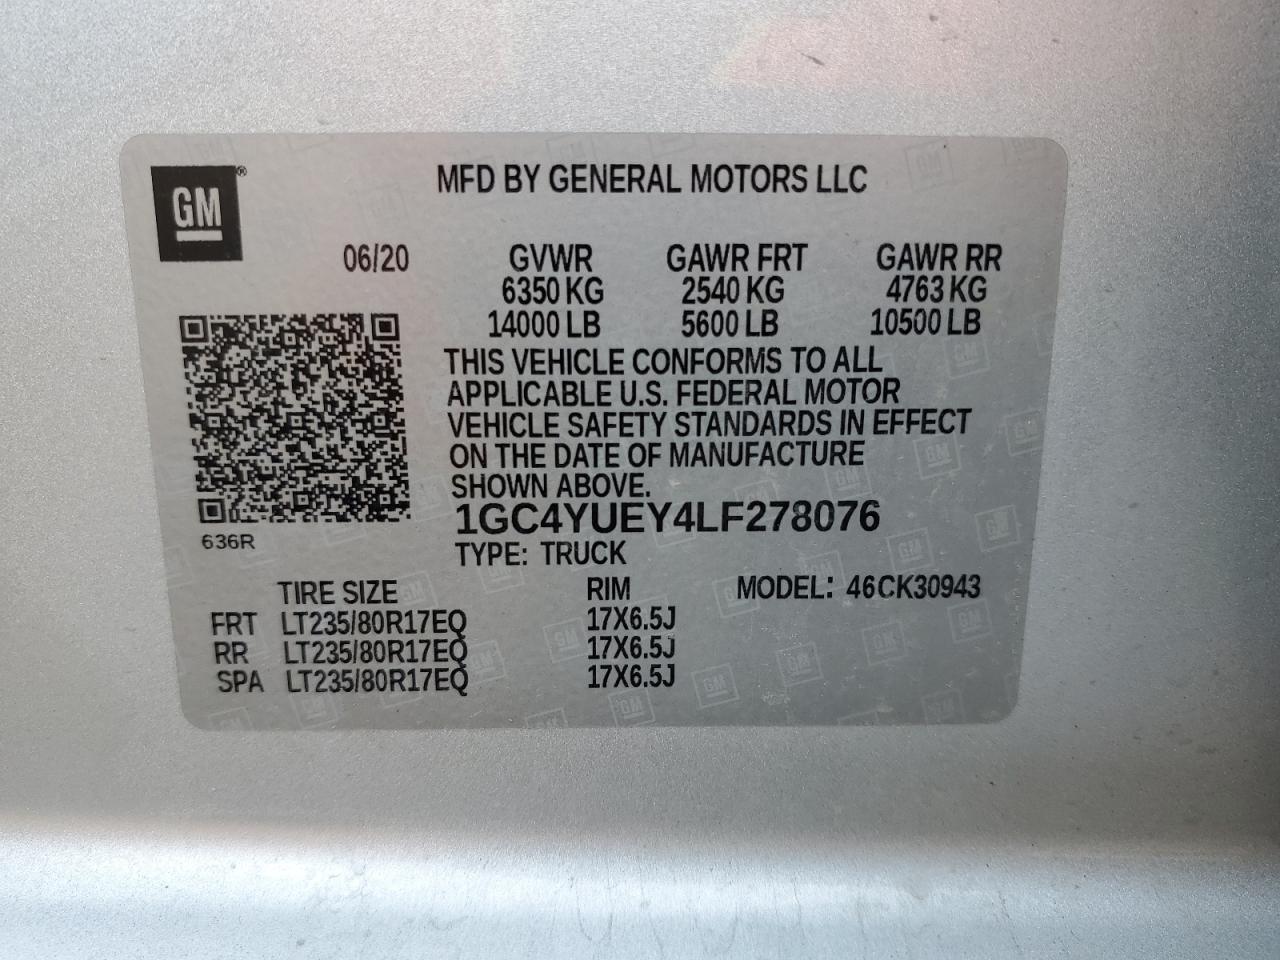 GM®
MFD BY GENERAL MOTORS LLC
06/20 GVWR GAWR FRT GAWR RR
6350 KG 2540 KG 4763 KG
14000 LB 5600 LB 10500 LB
THIS VEHICLE CONFORMS TO ALL
APPLICABLE U.S. FEDERAL MOTOR
VEHICLE SAFETY STANDARDS IN EFFECT
ON THE DATE OF MANUFACTURE
SHOWN ABOVE.
1GC4YUEY4LF278076
636R
TYPE: TRUCK
TIRE SIZE RIM MODEL: 46CK30943
FRT LT235/80R17EQ 17X6.5J
RR LT235/80R17EQ 17X6.5J
SPA LT235/80R17EQ 17X6.5J